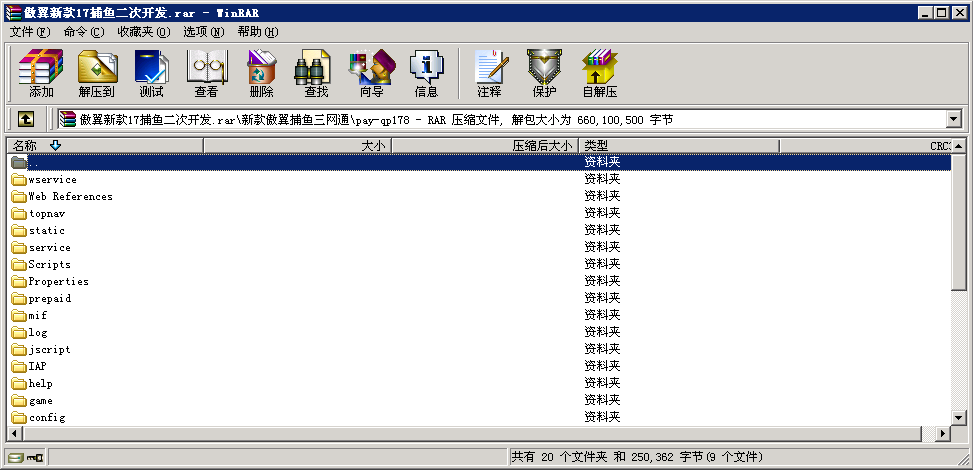 傲翼新款17捕鱼二次开发.rar - WinRAR
文件(F) 命令(C) 收藏夹(O) 选项(N) 帮助(H)
添加 解压到 测试 查看 删除 查找 向导 信息 注释 保护 自解压
傲翼新款17捕鱼二次开发.rar\新款傲翼捕鱼三网通\pay-qp178 - RAR 压缩文件, 解包大小为 660,100,500 字节
名称 大小 压缩后大小 类型 CRC3
.. 资料夹
wservice 资料夹
Web References 资料夹
topnav 资料夹
static 资料夹
service 资料夹
Scripts 资料夹
Properties 资料夹
prepaid 资料夹
mif 资料夹
log 资料夹
jscript 资料夹
IAP 资料夹
help 资料夹
game 资料夹
config 资料夹
共有 20 个文件夹 和 250,362 字节(9 个文件)